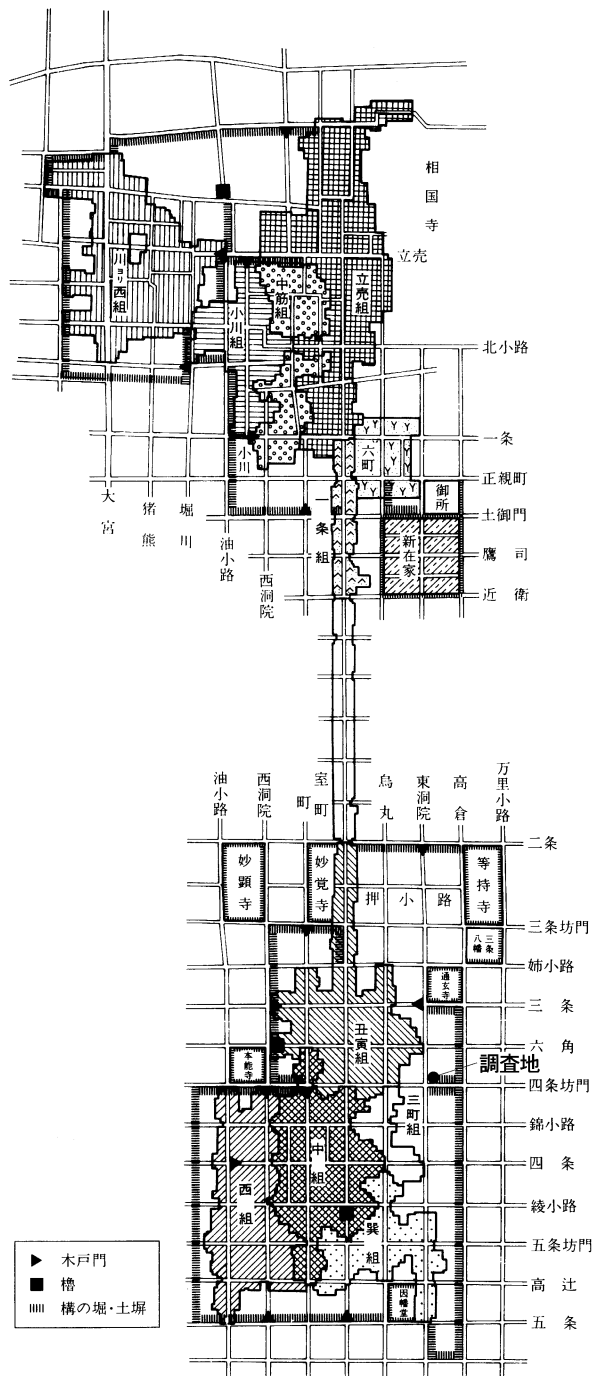 相国寺
立売
川ヨリ西組
小川組
中筋組
立売組
北小路
一条
小川
六町
正親町
御所
土御門
一条組
新在家
鷹司
近衛
大宮
猪熊
堀川
油小路
西洞院
油小路
西洞院
町
室町
烏丸
東洞院
高倉
万里小路
二条
妙顕寺
妙覚寺
等持寺
押小路
三条坊門
三条八幡
姉小路
通玄寺
三条
丑寅組
六角
本能寺
調査地
四条坊門
三町組
錦小路
中組
四条
西組
綾小路
巽組
五条坊門
高辻
因幡堂
五条
木戸門
櫓
構の堀・土塀